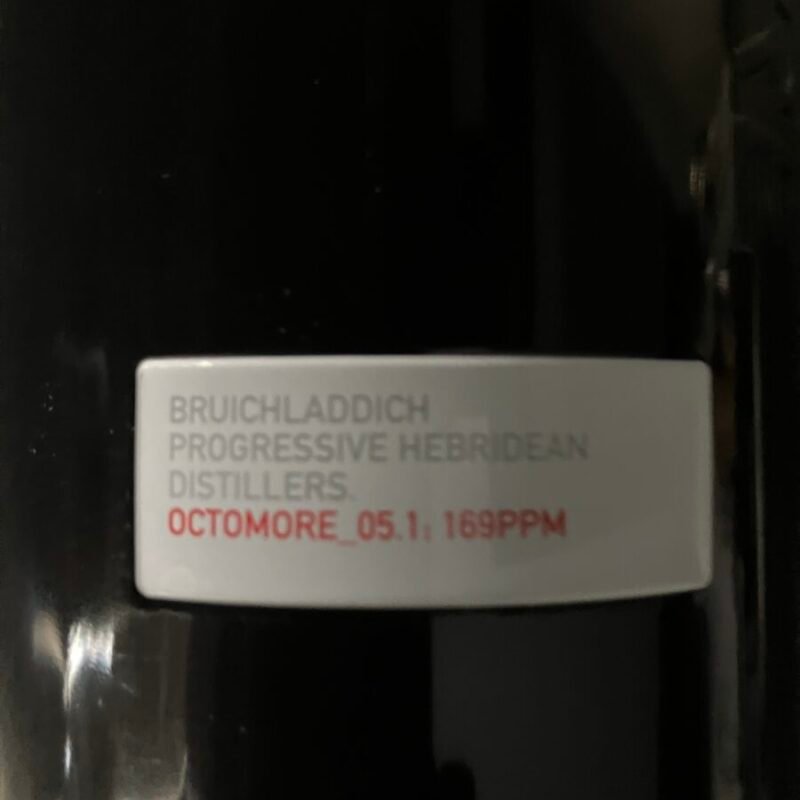 BRUICHLADDICH
PROGRESSIVE HEBRIDEAN
DISTILLERS.
OCTOMORE_05.1: 169PPM